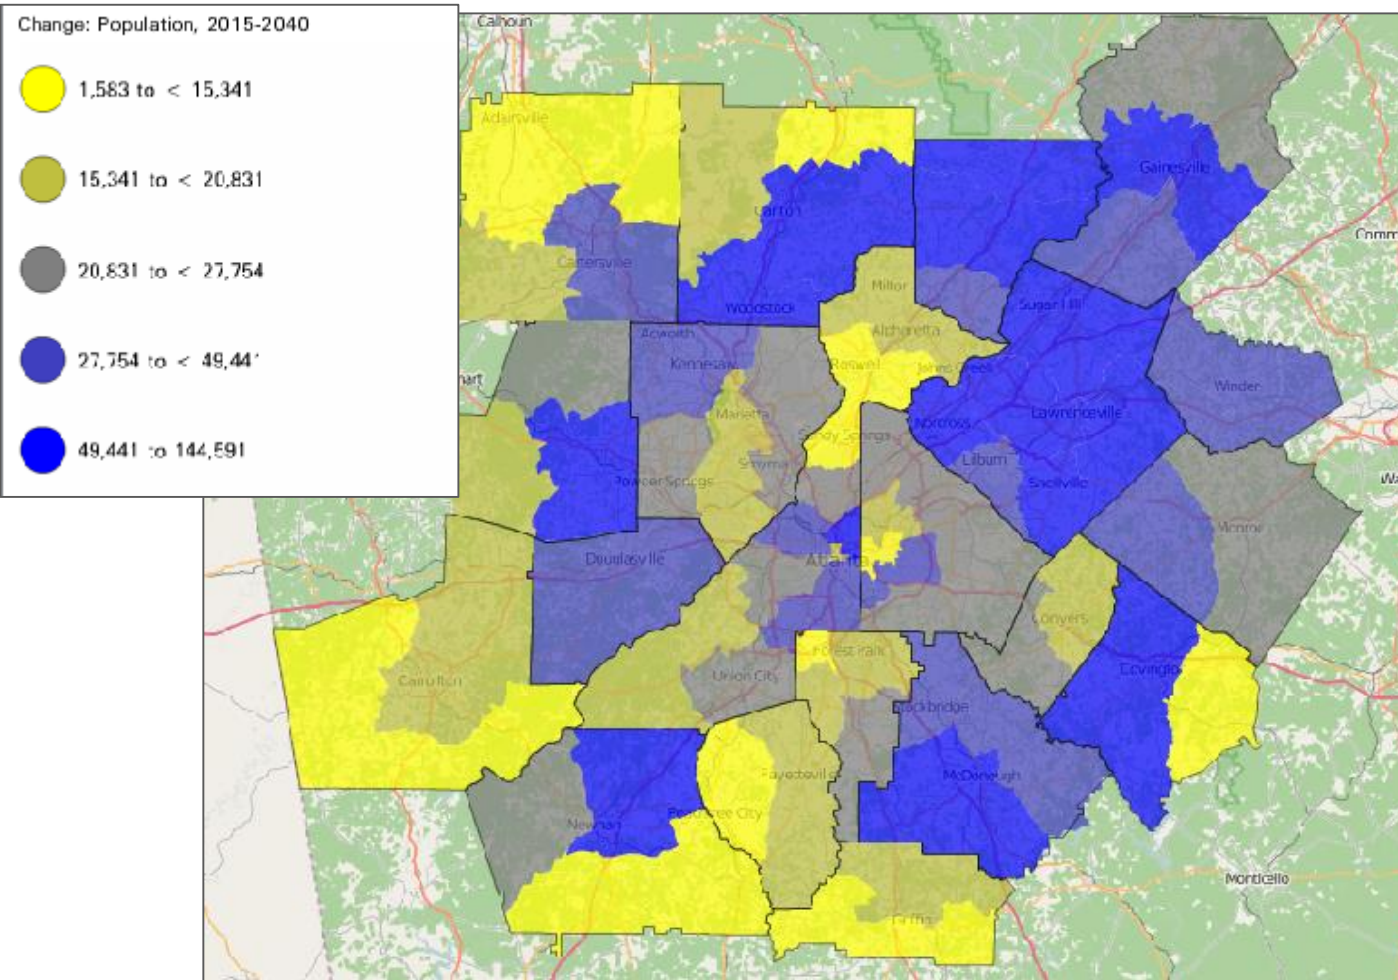 Change: Population, 2015-2040
1,583 to < 15,341
15,341 to < 20,831
20,831 to < 27,754
27,754 to < 49,441
49,441 to 144,591
Calhoun
Adairsville
Gainesville
Comm
Canton
Cartersville
Milton
Woodstock
Sugar Hill
Acworth
Alpharetta
Kennesaw
Roswell
Johns Creek
Winder
Marietta
Norcross
Lawrenceville
Sandy Springs
Smyrna
Lilburn
Powder Springs
Snellville
Monroe
Douglasville
Atlanta
Conyers
Forest Park
Carrollton
Union City
Covington
Stockbridge
Fayetteville
McDonough
Peachtree City
Newnan
Monticello
Griffin